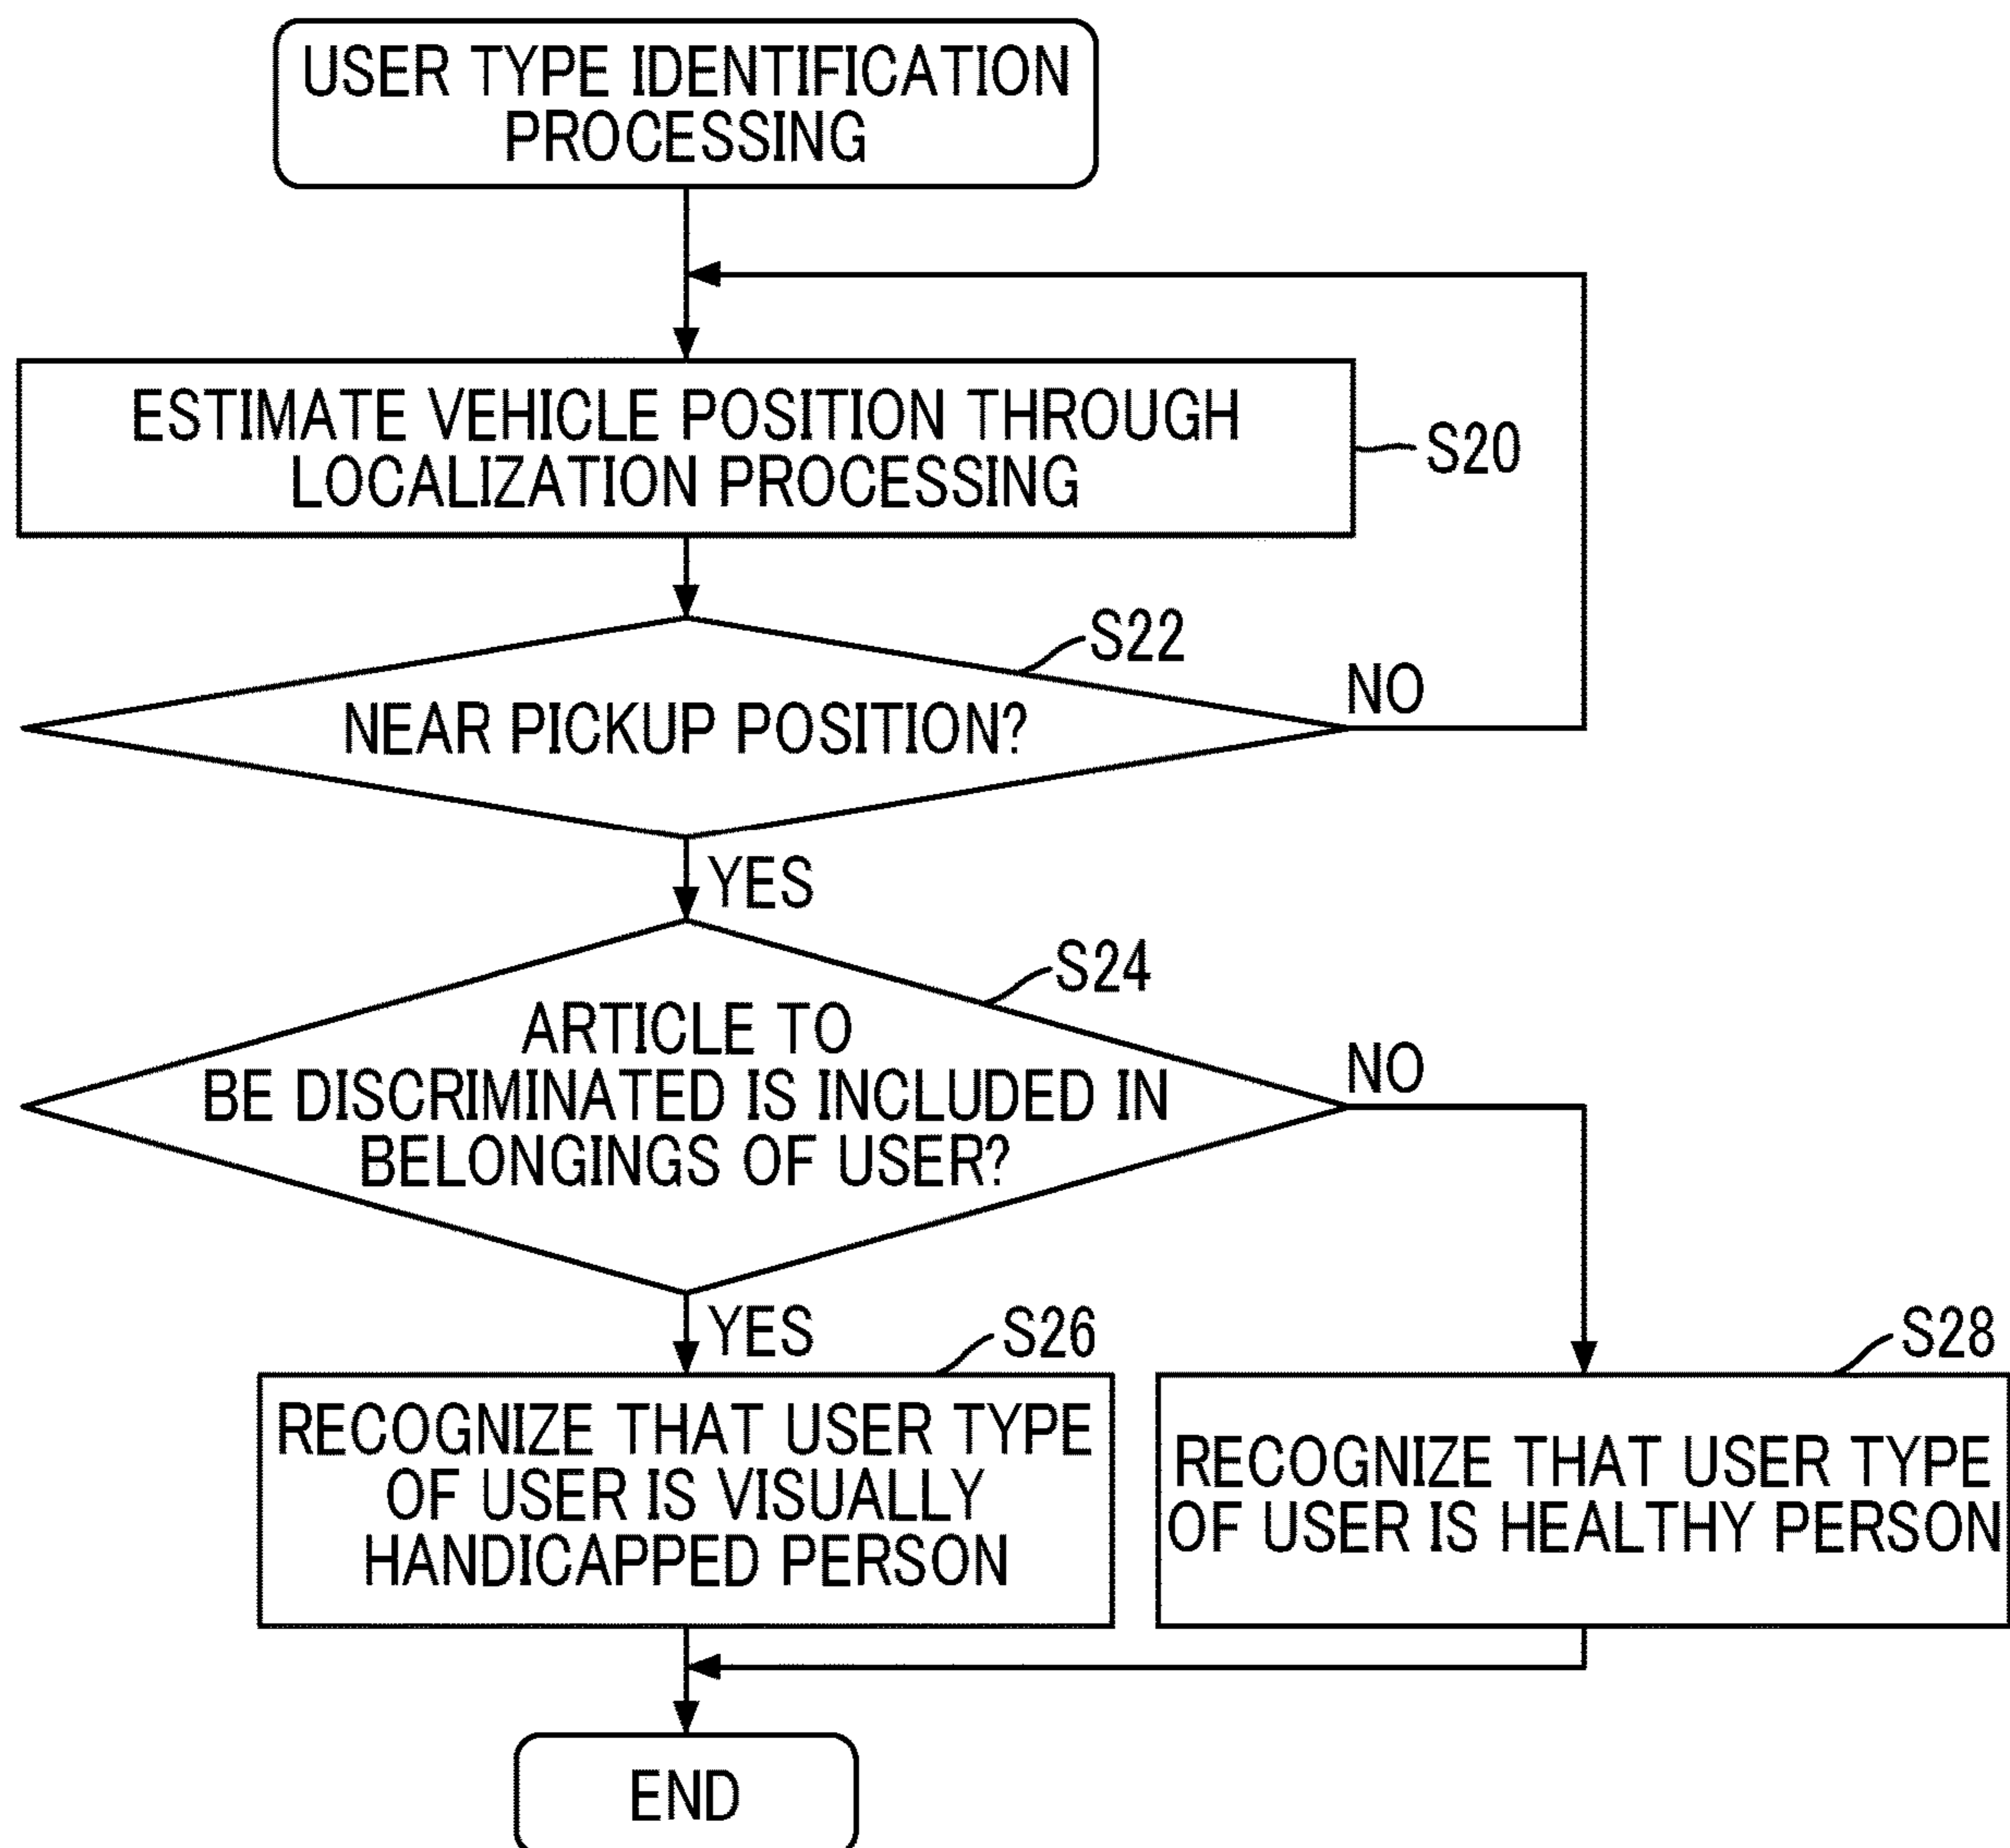 USER TYPE IDENTIFICATION
PROCESSING
ESTIMATE VEHICLE POSITION THROUGH
LOCALIZATION PROCESSING
S20
S22
NEAR PICKUP POSITION?
NO
YES
S24
ARTICLE TO
BE DISCRIMINATED IS INCLUDED IN
BELONGINGS OF USER?
NO
YES
S26
RECOGNIZE THAT USER TYPE
OF USER IS VISUALLY
HANDICAPPED PERSON
S28
RECOGNIZE THAT USER TYPE
OF USER IS HEALTHY PERSON
END